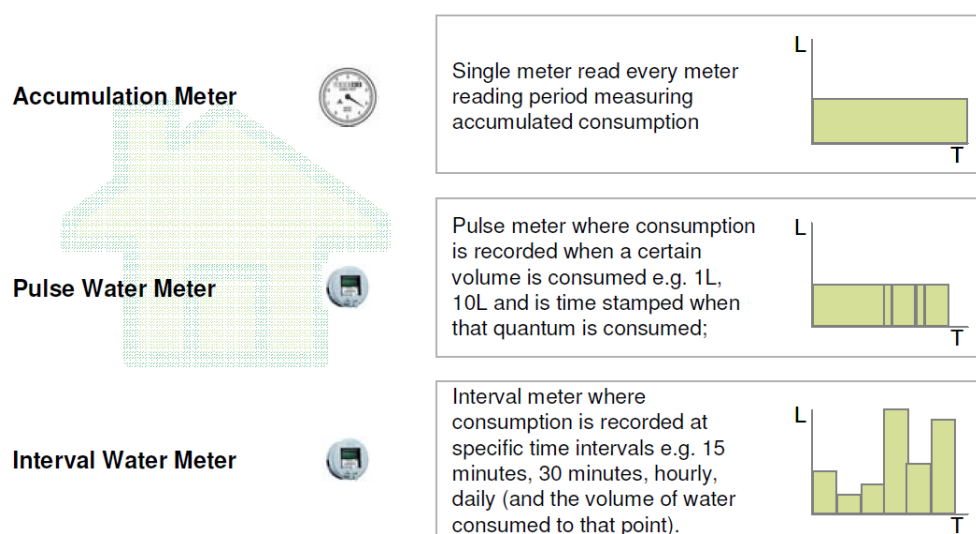 Accumulation Meter
Single meter read every meter
reading period measuring
accumulated consumption
L
T
Pulse Water Meter
Pulse meter where consumption
is recorded when a certain
volume is consumed e.g. 1L,
10L and is time stamped when
that quantum is consumed;
L
T
Interval Water Meter
Interval meter where
consumption is recorded at
specific time intervals e.g. 15
minutes, 30 minutes, hourly,
daily (and the volume of water
consumed to that point).
L
T